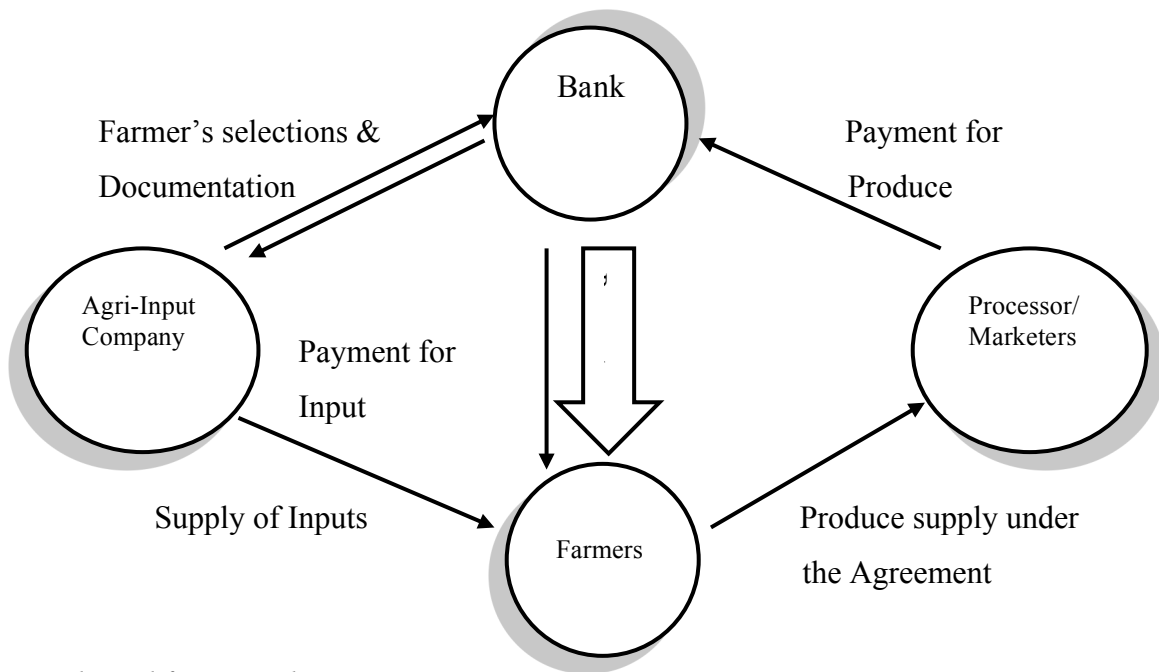 Bank
Farmer’s selections &
Documentation
Payment for
Produce
Agri-Input
Company
Processor/
Marketers
Payment for
Input
Supply of Inputs
Farmers
Produce supply under
the Agreement